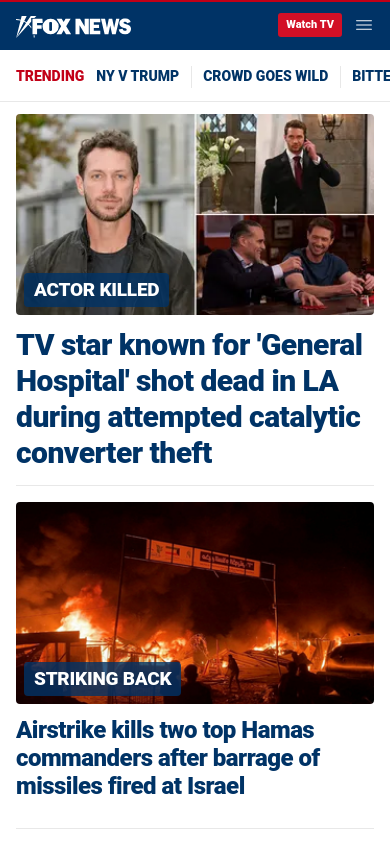 FOX NEWS
Watch TV
TRENDING NY V TRUMP CROWD GOES WILD BITTE
ACTOR KILLED
TV star known for 'General
Hospital' shot dead in LA
during attempted catalytic
converter theft
STRIKING BACK
Airstrike kills two top Hamas
commanders after barrage of
missiles fired at Israel